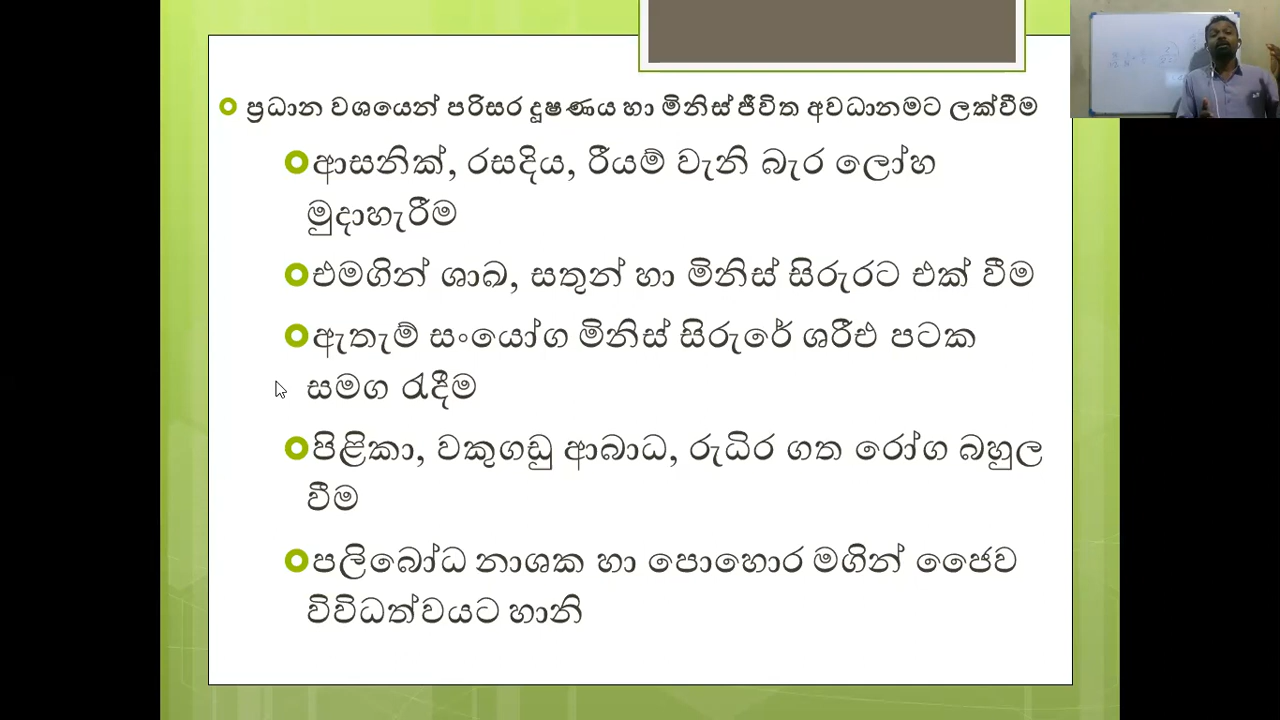 ප්‍රධාන වශයෙන් පරිසර දූෂණය හා මිනිස් ජීවිත අවධානමට ලක්වීම
ආසනික්, රසදිය, රීයම් වැනි බැර ලෝහ
මුදාහැරීම
එමගින් ශාඛ, සතුන් හා මිනිස් සිරුරට එක් වීම
ඇතැම් සංයෝග මිනිස් සිරුරේ ශරීඑ පටක
සමග රැදීම
පිළිකා, වකුගඩු ආබාධ, රුධිර ගත රෝග බහුල
වීම
පලිබෝධ නාශක හා පොහොර මගින් ජෛව
විවිධත්වයට හානි